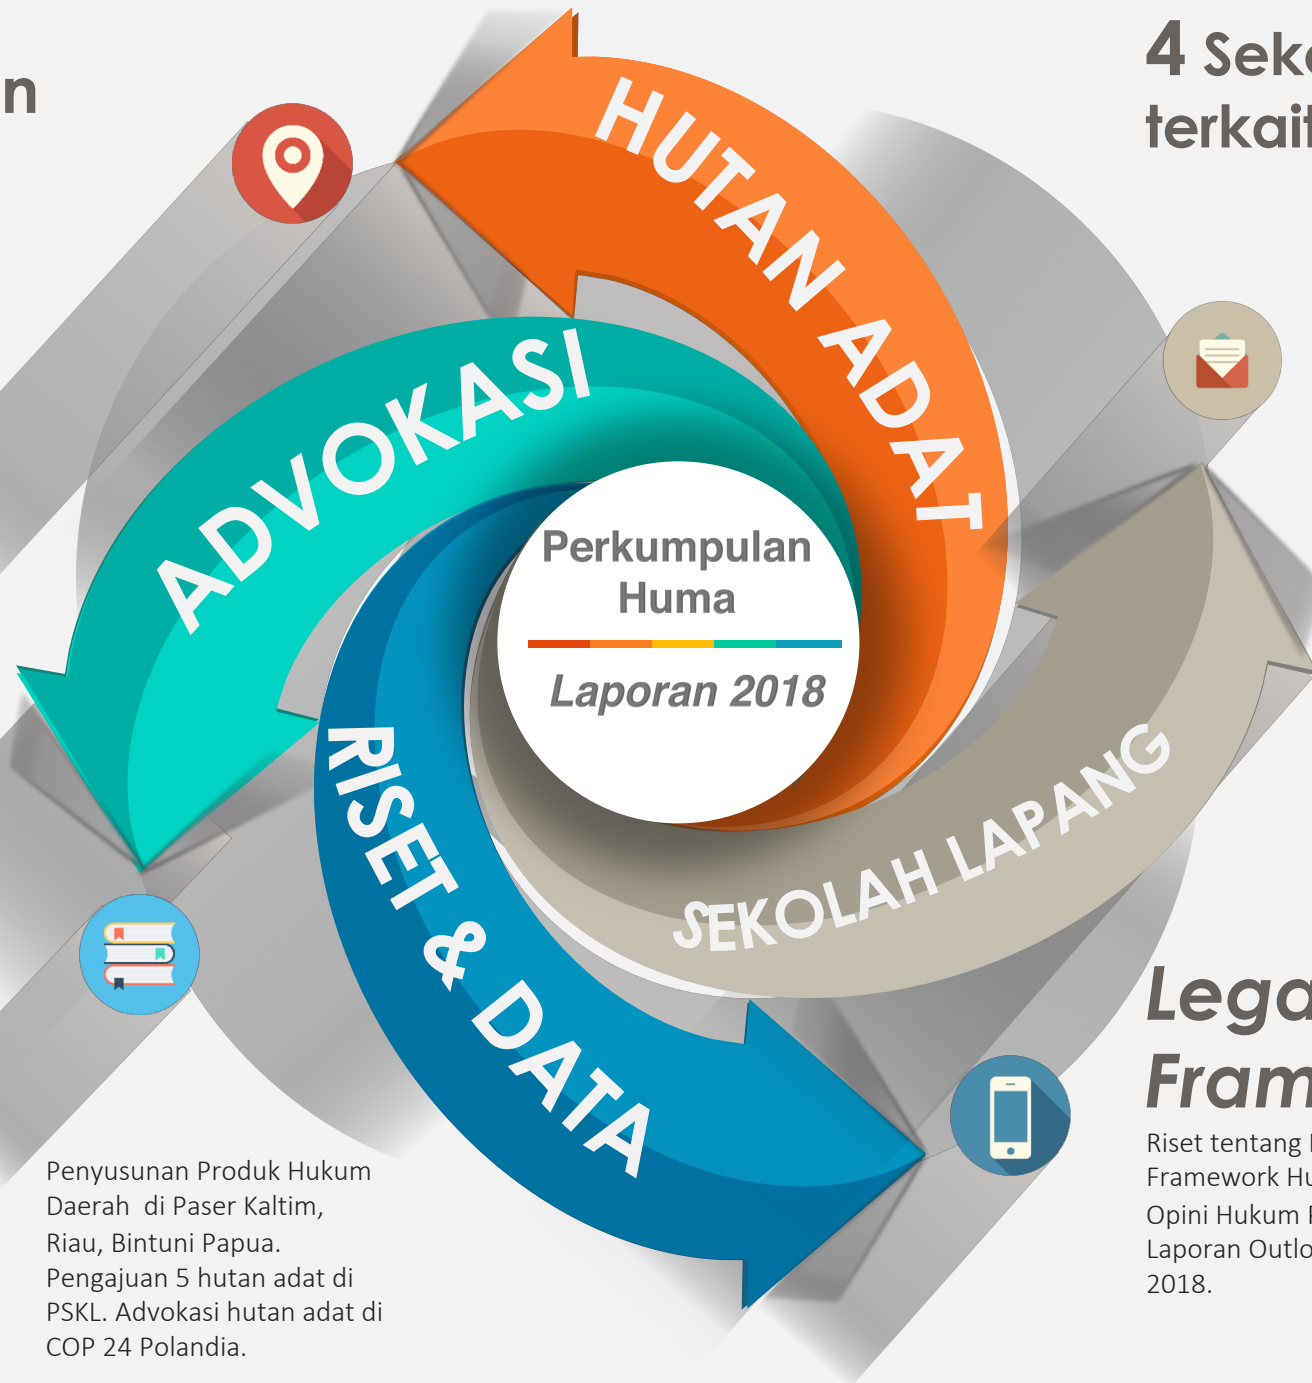 n
4 Seko
terkait
HUTAN ADAT
ADVOKASI
Perkumpulan
Huma
Laporan 2018
SEKOLAH LAPANG
RISET & DATA
Lega
Fram
Riset tentang
Framework Hu
Opini Hukum
Laporan Outlo
2018.
Penyusunan Produk Hukum
Daerah di Paser Kaltim,
Riau, Bintuni Papua.
Pengajuan 5 hutan adat di
PSKL. Advokasi hutan adat di
COP 24 Polandia.